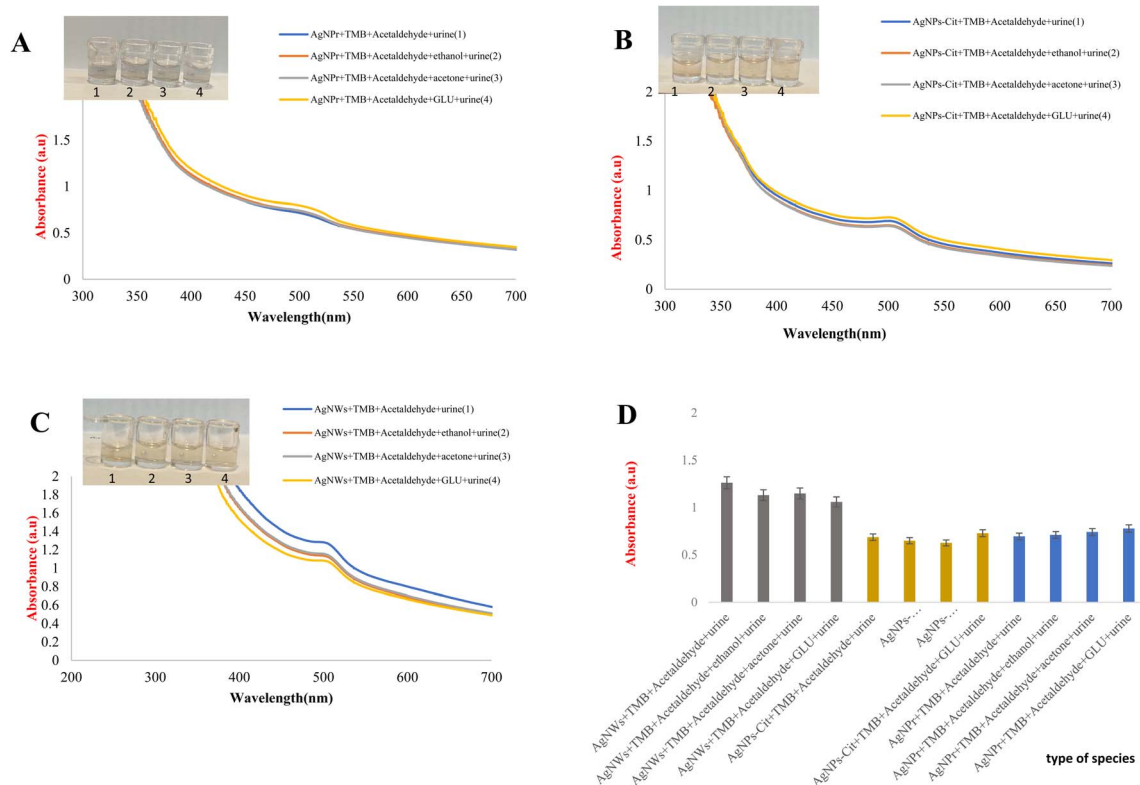 A
AgNPr+TMB+Acetaldehyde+urine(1)
AgNPr+TMB+Acetaldehyde+ethanol+urine(2)
AgNPr+TMB+Acetaldehyde+acetone+urine(3)
AgNPr+TMB+Acetaldehyde+GLU+urine(4)
1 2 3 4
Absorbance (a.u)
1.5
1
0.5
0
300 350 400 450 500 550 600 650 700
Wavelength(nm)
B
AgNPs-Cit+TMB+Acetaldehyde+urine(1)
AgNPs-Cit+TMB+Acetaldehyde+ethanol+urine(2)
AgNPs-Cit+TMB+Acetaldehyde+acetone+urine(3)
AgNPs-Cit+TMB+Acetaldehyde+GLU+urine(4)
1 2 3 4
Absorbance (a.u)
2
1.5
1
0.5
0
300 350 400 450 500 550 600 650 700
Wavelength(nm)
C
AgNWs+TMB+Acetaldehyde+urine(1)
AgNWs+TMB+Acetaldehyde+ethanol+urine(2)
AgNWs+TMB+Acetaldehyde+acetone+urine(3)
AgNWs+TMB+Acetaldehyde+GLU+urine(4)
1 2 3 4
Absorbance (a.u)
2
1.8
1.6
1.4
1.2
1
0.8
0.6
0.4
0.2
0
200 300 400 500 600 700
Wavelength(nm)
D
Absorbance (a.u)
2
1.5
1
0.5
0
AgNWs+TMB+Acetaldehyde+urine
AgNWs+TMB+Acetaldehyde+ethanol+urine
AgNWs+TMB+Acetaldehyde+acetone+urine
AgNWs+TMB+Acetaldehyde+GLU+urine
AgNPs-Cit+TMB+Acetaldehyde+urine
AgNPs-…
AgNPs-…
AgNPs-Cit+TMB+Acetaldehyde+GLU+urine
AgNPr+TMB+Acetaldehyde+urine
AgNPr+TMB+Acetaldehyde+ethanol+urine
AgNPr+TMB+Acetaldehyde+acetone+urine
AgNPr+TMB+Acetaldehyde+GLU+urine
type of species